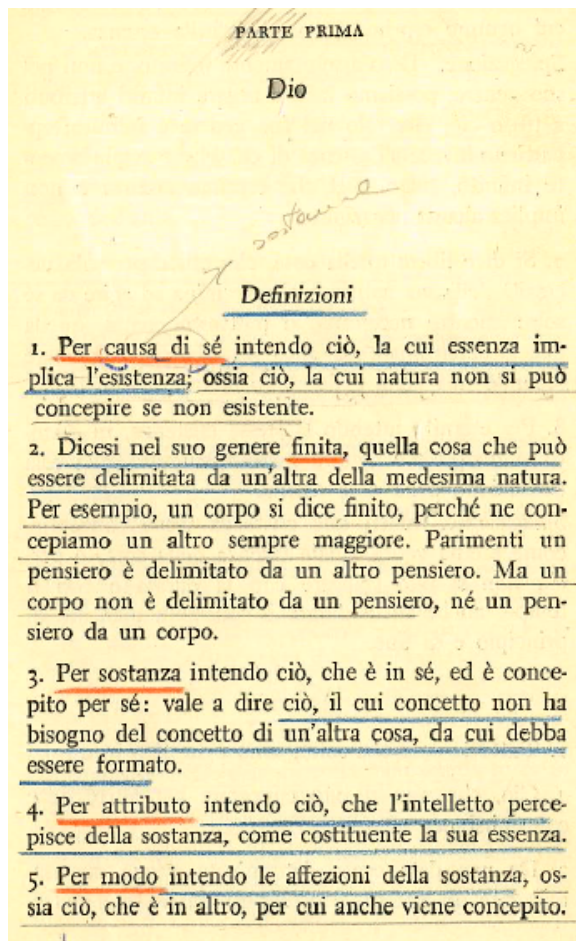 PARTE PRIMA
Dio
sostanze
Definizioni
1. Per causa di sé intendo ciò, la cui essenza im-
plica l'esistenza; ossia ciò, la cui natura non si può
concepire se non esistente.
2. Dicesi nel suo genere finita, quella cosa che può
essere delimitata da un'altra della medesima natura.
Per esempio, un corpo si dice finito, perché ne con-
cepiamo un altro sempre maggiore. Parimenti un
pensiero è delimitato da un altro pensiero. Ma un
corpo non è delimitato da un pensiero, né un pen-
siero da un corpo.
3. Per sostanza intendo ciò, che è in sé, ed è conce-
pito per sé: vale a dire ciò, il cui concetto non ha
bisogno del concetto di un'altra cosa, da cui debba
essere formato.
4. Per attributo intendo ciò, che l'intelletto perce-
pisce della sostanza, come costituente la sua essenza.
5. Per modo intendo le affezioni della sostanza, os-
sia ciò, che è in altro, per cui anche viene concepito.